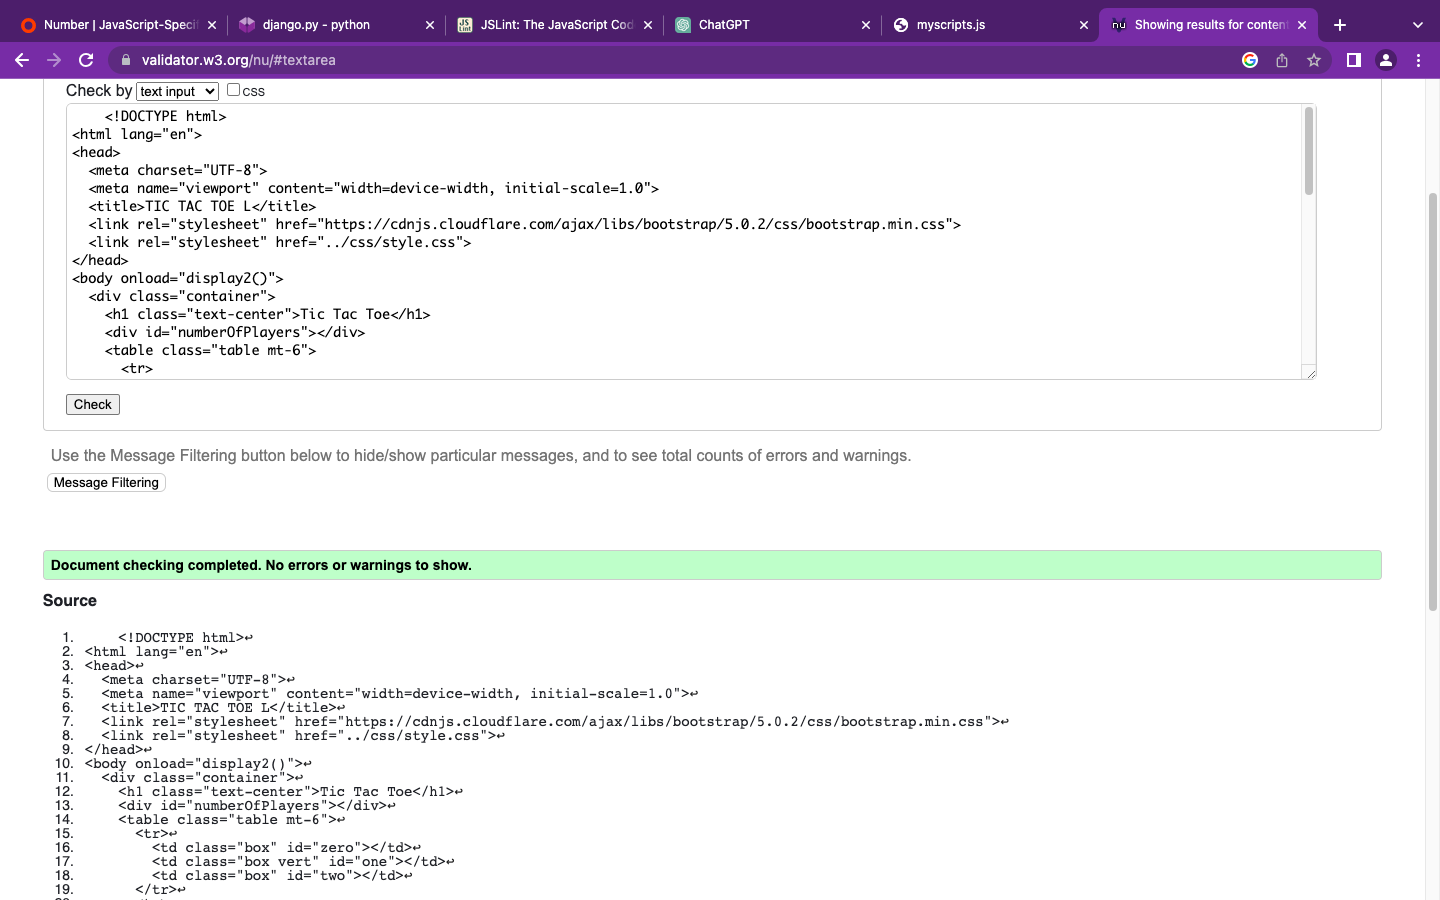 Number | JavaScript-Specif
django.py - python
JSLint: The JavaScript Cod
ChatGPT
myscripts.js
Showing results for conten
validator.w3.org/nu/#textarea
Check by text input css
<!DOCTYPE html>
<html lang="en">
<head>
<meta charset="UTF-8">
<meta name="viewport" content="width=device-width, initial-scale=1.0">
<title>TIC TAC TOE L</title>
<link rel="stylesheet" href="https://cdnjs.cloudflare.com/ajax/libs/bootstrap/5.0.2/css/bootstrap.min.css">
<link rel="stylesheet" href="../css/style.css">
</head>
<body onload="display2()">
<div class="container">
<h1 class="text-center">Tic Tac Toe</h1>
<div id="numberOfPlayers"></div>
<table class="table mt-6">
<tr>
Check
Use the Message Filtering button below to hide/show particular messages, and to see total counts of errors and warnings.
Message Filtering
Document checking completed. No errors or warnings to show.
Source
1. <!DOCTYPE html>↩
2. <html lang="en">↩
3. <head>↩
4. <meta charset="UTF-8">↩
5. <meta name="viewport" content="width=device-width, initial-scale=1.0">↩
6. <title>TIC TAC TOE L</title>↩
7. <link rel="stylesheet" href="https://cdnjs.cloudflare.com/ajax/libs/bootstrap/5.0.2/css/bootstrap.min.css">↩
8. <link rel="stylesheet" href="../css/style.css">↩
9. </head>↩
10. <body onload="display2()">↩
11. <div class="container">↩
12. <h1 class="text-center">Tic Tac Toe</h1>↩
13. <div id="numberOfPlayers"></div>↩
14. <table class="table mt-6">↩
15. <tr>↩
16. <td class="box" id="zero"></td>↩
17. <td class="box vert" id="one"></td>↩
18. <td class="box" id="two"></td>↩
19. </tr>↩